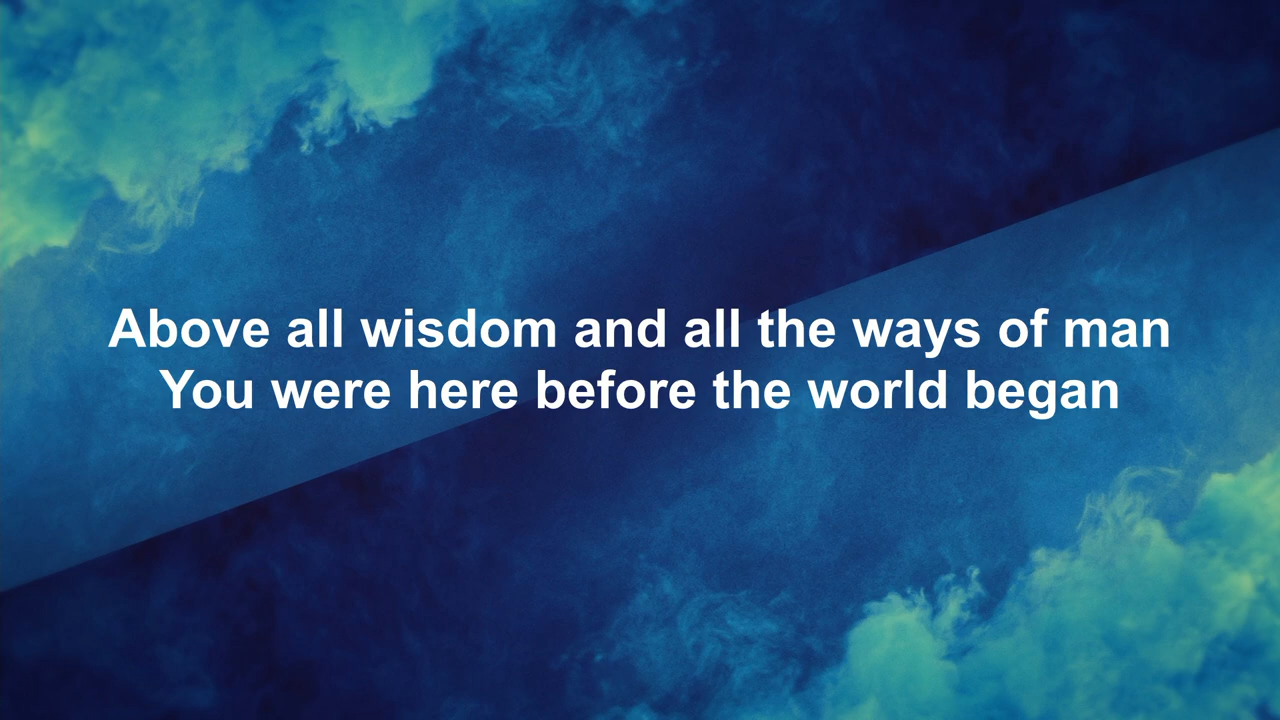 Above all wisdom and all the ways of man
You were here before the world began